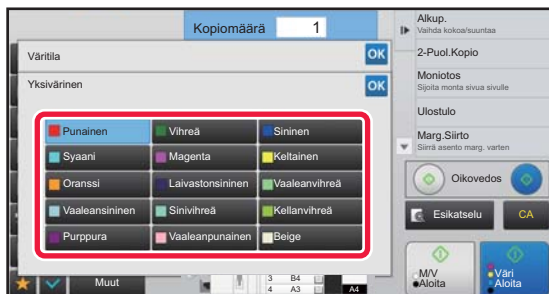 Kopiomäärä 1
Väritila OK
Yksivärinen OK
Punainen Vihreä Sininen
Syaani Magenta Keltainen
Oranssi Laivastonsininen Vaaleanvihreä
Vaaleansininen Sinivihreä Kellanvihreä
Purppura Vaaleanpunainen Beige
Muut
3 B4
4 A3 A4
Alkup.
Vaihda kokoa/suuntaa
2-Puol.Kopio
Moniotos
Sijoita monta sivua sivulle
Ulostulo
Marg.Siirto
Siirrä asento marg. varten
Oikovedos
Esikatselu CA
M/V
Aloita
Väri
Aloita